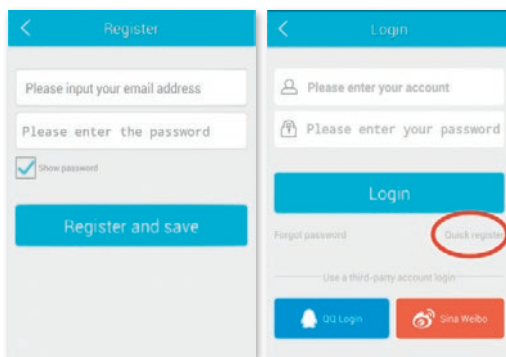 Register
Please input your email address
Please enter the password
Show password
Register and save
Login
Please enter your account
Please enter your password
Login
Forgot password
Quick register
Use a third-party account login
QQ Login
Sina Weibo